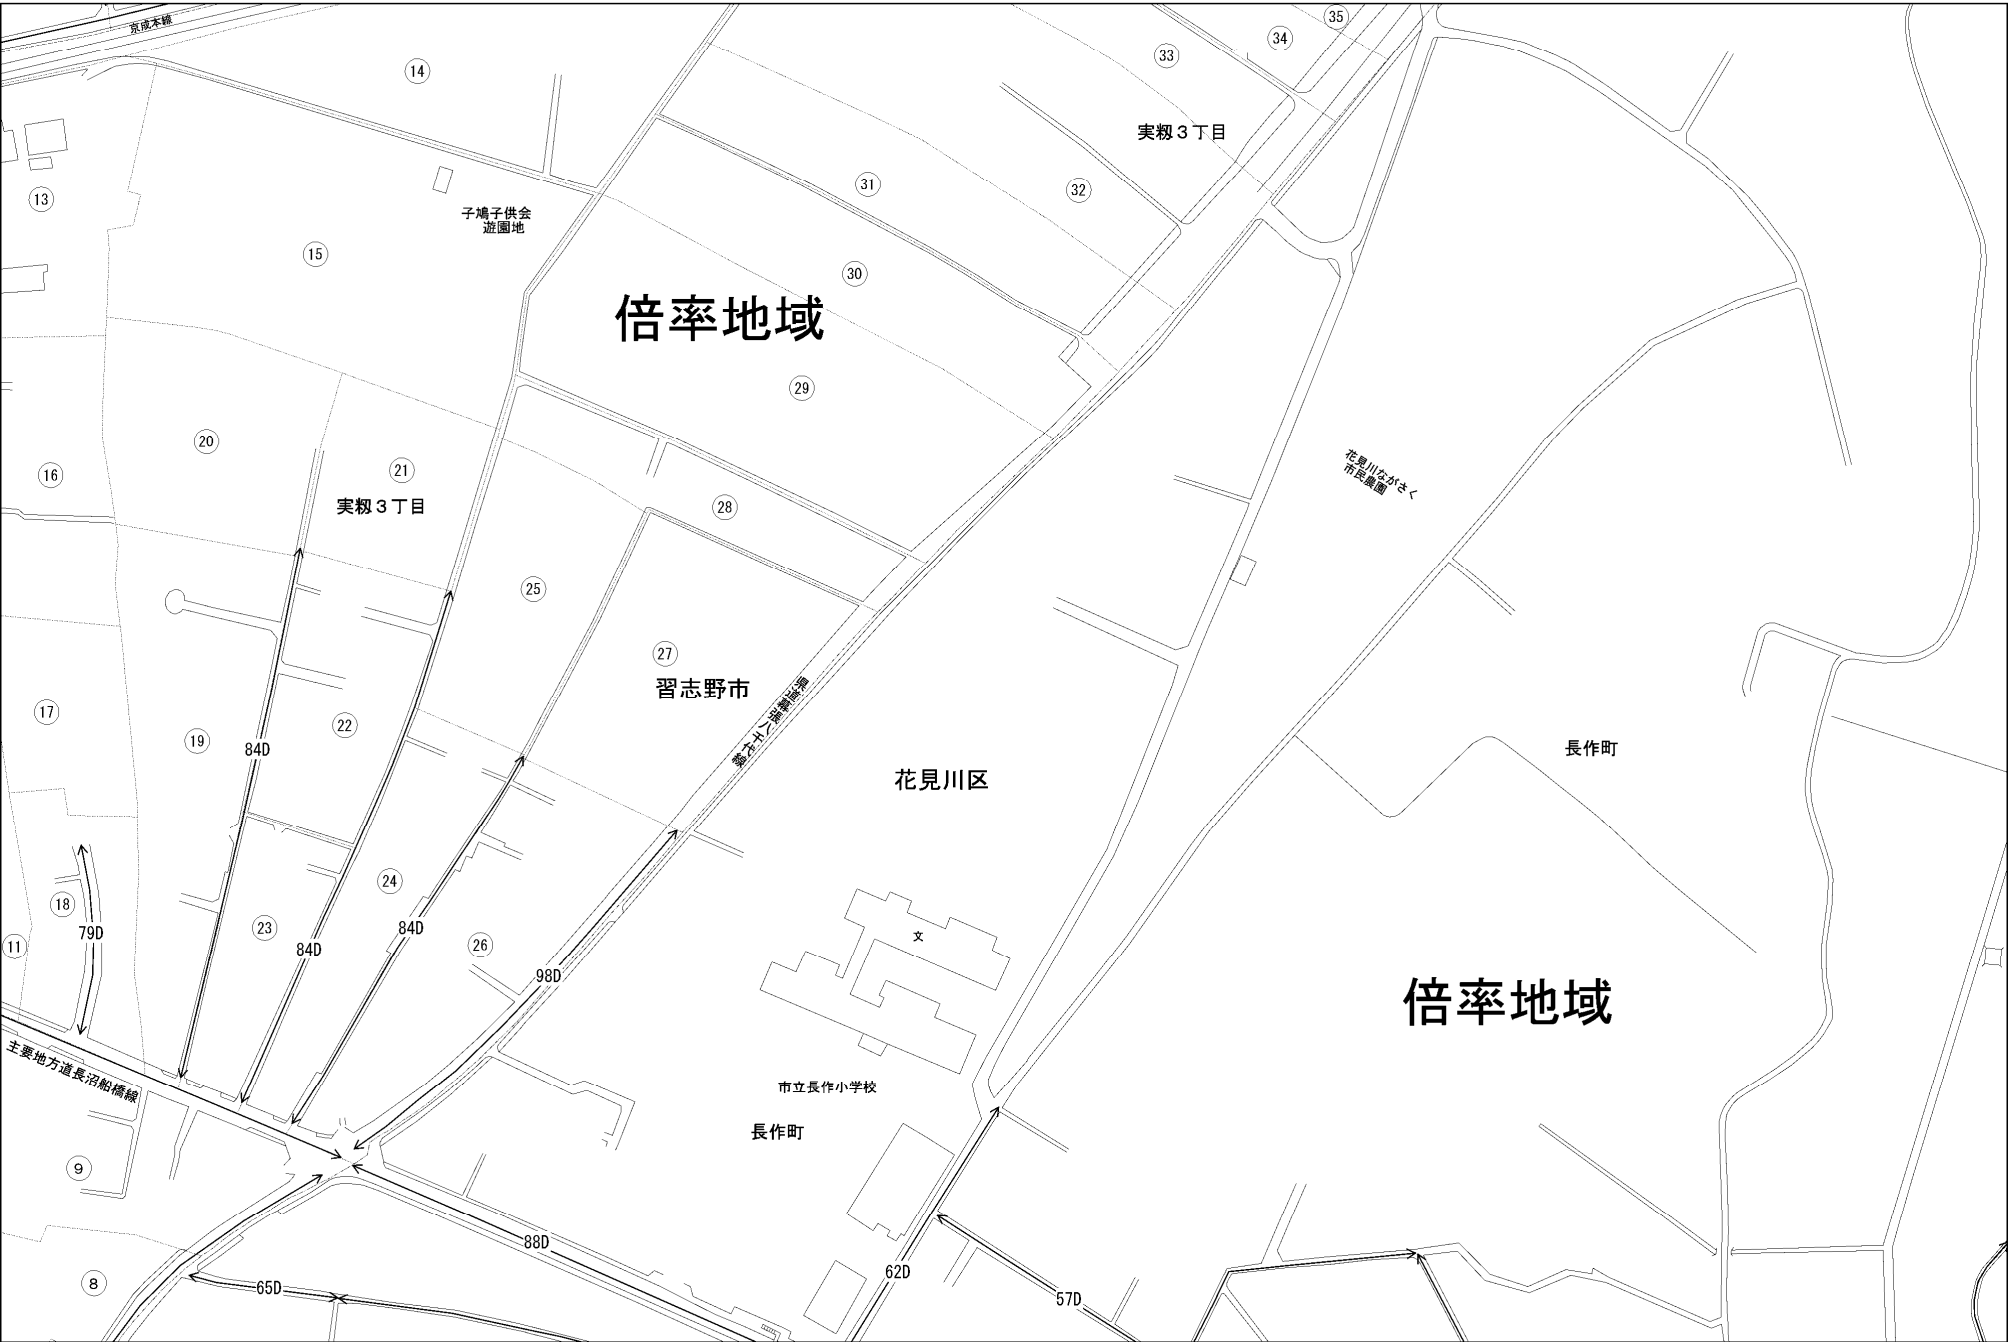 京成本線
35
34
33
14
実籾３丁目
31
32
13
子鳩子供会
遊園地
15
30
倍率地域
29
20
花見川ながさく
市民農園
21
16
実籾３丁目
28
25
27
習志野市
県道幕張八千代線
17
22
19
84D
長作町
花見川区
24
18
23
84D
84D
79D
文
26
11
98D
倍率地域
主要地方道長沼船橋線
市立長作小学校
長作町
9
88D
62D
8
65D
57D